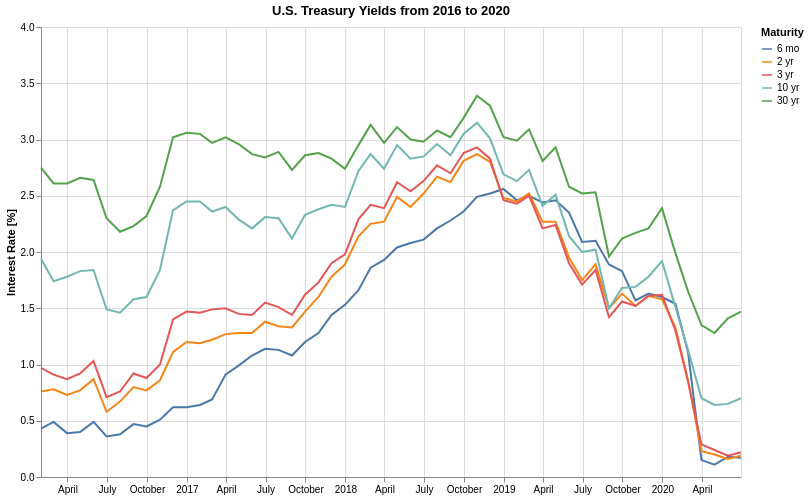 U.S. Treasury Yields from 2016 to 2020
Maturity
6 mo
2 yr
3 yr
10 yr
30 yr
Interest Rate [%]
4.0
3.5
3.0
2.5
2.0
1.5
1.0
0.5
0.0
April July October 2017 April July October 2018 April July October 2019 April July October 2020 April